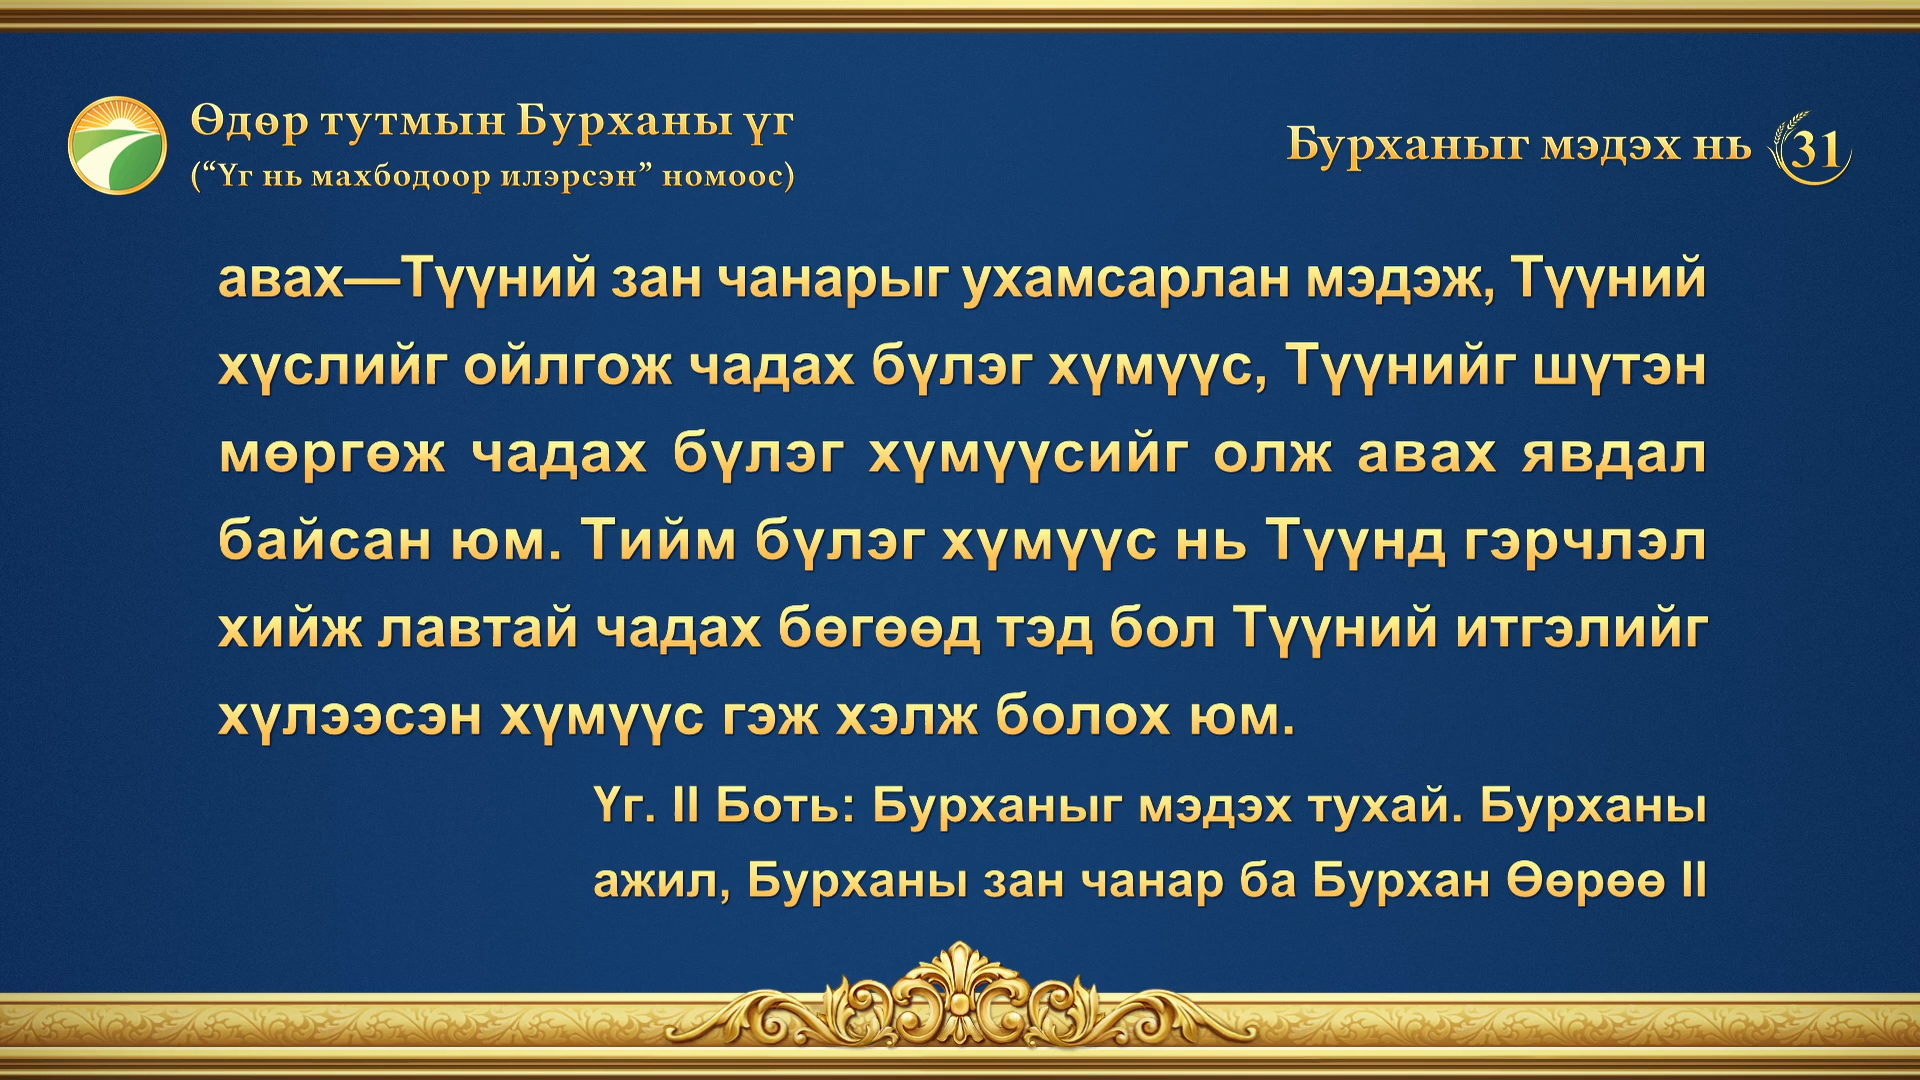 Өдөр тутмын Бурханы үг
(“Үг нь махбодоор илэрсэн” номоос)
Бурханыг мэдэх нь 31
авах—Түүний зан чанарыг ухамсарлан мэдэж, Түүний
хүслийг ойлгож чадах бүлэг хүмүүс, Түүнийг шүтэн
мөргөж чадах бүлэг хүмүүсийг олж авах явдал
байсан юм. Тийм бүлэг хүмүүс нь Түүнд гэрчлэл
хийж лавтай чадах бөгөөд тэд бол Түүний итгэлийг
хүлээсэн хүмүүс гэж хэлж болох юм.
Үг. II Боть: Бурханыг мэдэх тухай. Бурханы
ажил, Бурханы зан чанар ба Бурхан Өөрөө II